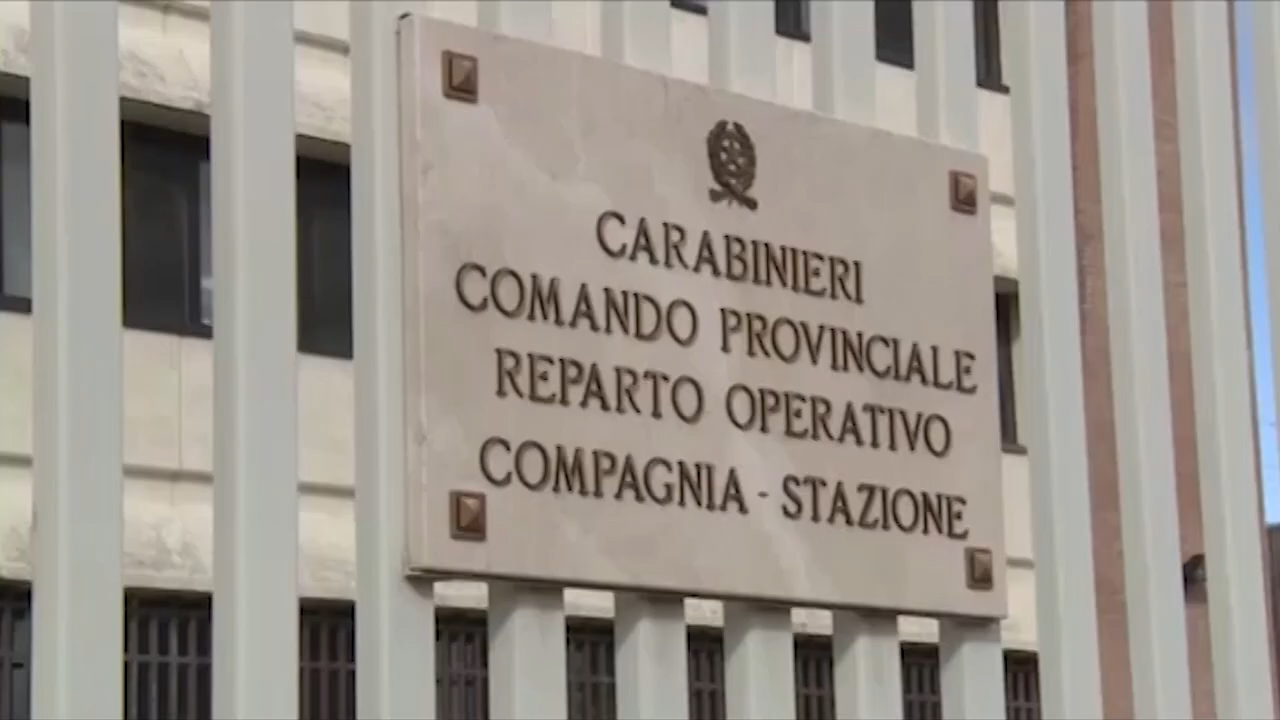 CARABINIERI
COMANDO PROVINCIALE
REPARTO OPERATIVO
COMPAGNIA - STAZIONE